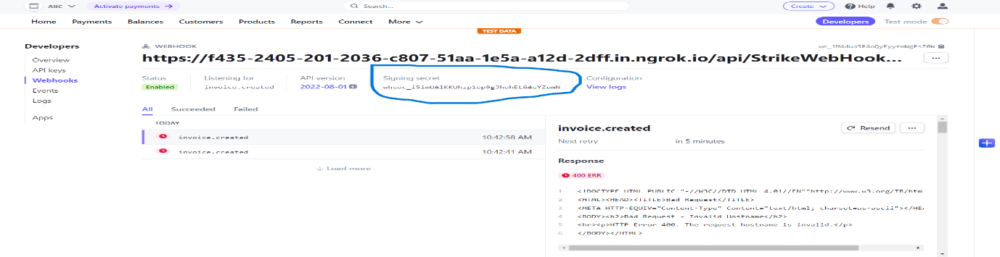 ABC
Activate payments →
Search...
Create
Help
Home Payments Balances Customers Products Reports Connect More
Developers
Test mode
TEST DATA
Developers
Overview
API keys
Webhooks
Events
Logs
Apps
WEBHOOK
https://f435-2405-201-2036-c807-51aa-1e5a-a12d-2dff.in.ngrok.io/api/StrikeWebHook...
Status
Enabled
Listening for
invoice.created
API version
2022-08-01
Signing secret
Configuration
View logs
All Succeeded Failed
TODAY
invoice.created 10:42:58 AM
invoice.created 10:42:41 AM
Load more
invoice.created
Resend
Next retry in 5 minutes
Response
400 ERR
1 <!DOCTYPE HTML PUBLIC "-//W3C//DTD HTML 4.01//EN""http://www.w3.org/TR/htm
2 <HTML><HEAD><TITLE>Bad Request</TITLE>
3 <META HTTP-EQUIV="Content-Type" Content="text/html; charset=us-ascii"></HEA
4 <BODY><h2>Bad Request - Invalid Hostname</h2>
5 <hr><p>HTTP Error 400. The request hostname is invalid.</p>
6 </BODY></HTML>